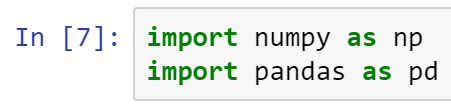 In [7]: import numpy as np
import pandas as pd